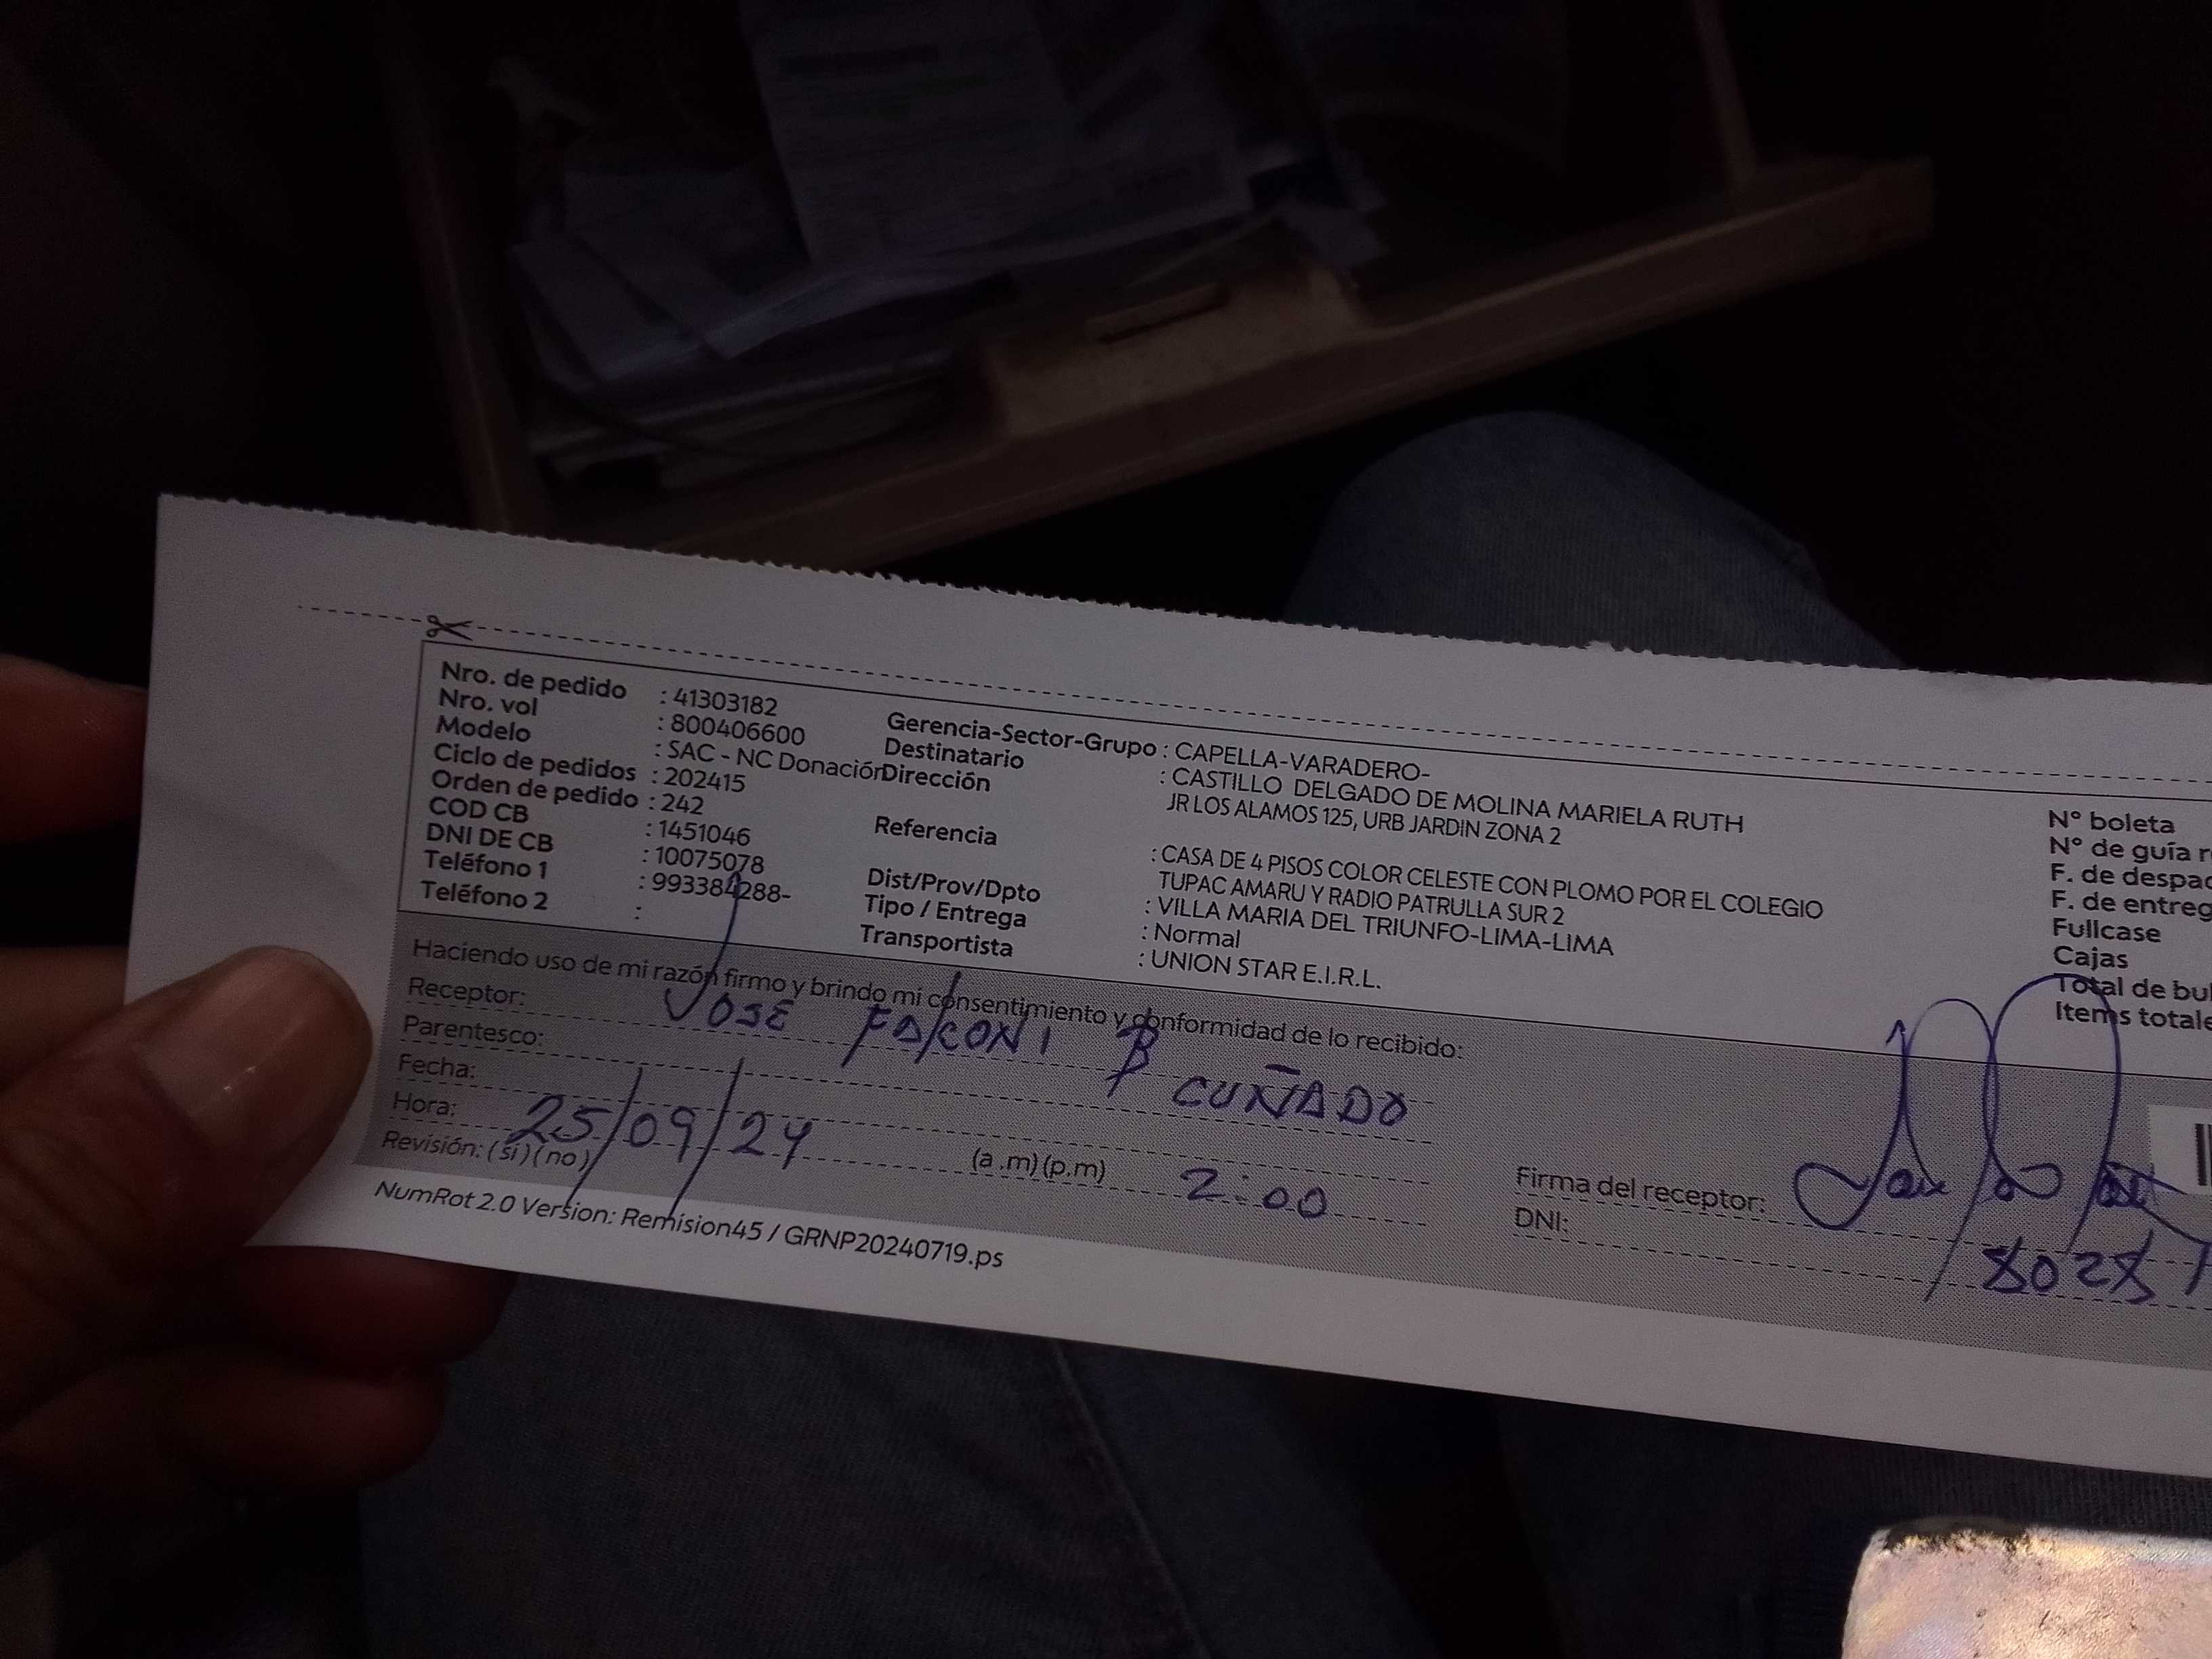 Nro. de pedido : 41303182
Nro. vol : 800406600
Modelo : SAC - NC Donación
Ciclo de pedidos : 202415
Orden de pedido : 242
COD CB : 1451046
DNI DE CB : 10075078
Teléfono 1 : 993384288-
Teléfono 2 :
Gerencia-Sector-Grupo : CAPELLA-VARADERO-
Destinatario : CASTILLO DELGADO DE MOLINA MARIELA RUTH
Dirección JR LOS ALAMOS 125, URB JARDIN ZONA 2
Referencia : CASA DE 4 PISOS COLOR CELESTE CON PLOMO POR EL COLEGIO
TUPAC AMARU Y RADIO PATRULLA SUR 2
Dist/Prov/Dpto : VILLA MARIA DEL TRIUNFO-LIMA-LIMA
Tipo / Entrega : Normal
Transportista : UNION STAR E.I.R.L.
N° boleta
N° de guía r
F. de despac
F. de entreg
Fullcase
Cajas
Total de bul
Items totale
Haciendo uso de mi razón firmo y brindo mi consentimiento y conformidad de lo recibido:
Receptor: JOSE FALCONI B
Parentesco: CUÑADO
Fecha: 25/09/24
Hora: (a .m) (p.m) 2:00
Revisión: (si) (no)
Firma del receptor:
DNI: 8028
NumRot 2.0 Version: Remision45 / GRNP20240719.ps